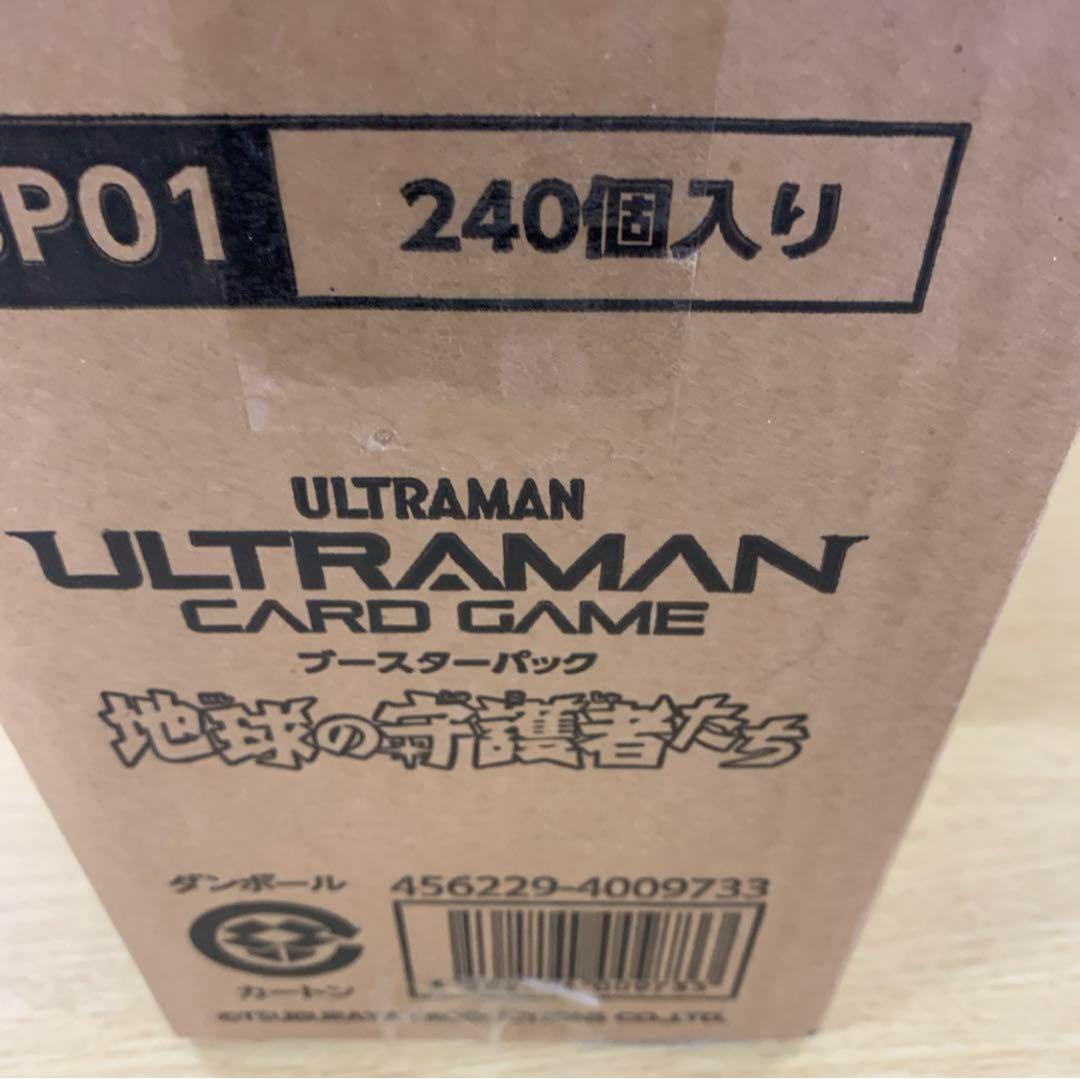 BP01 240個入り
ULTRAMAN
ULTRAMAN
CARD GAME
ブースターパック
地球の守護者たち
ダンボール 456229-4009733
カートン
CO.,LTD.